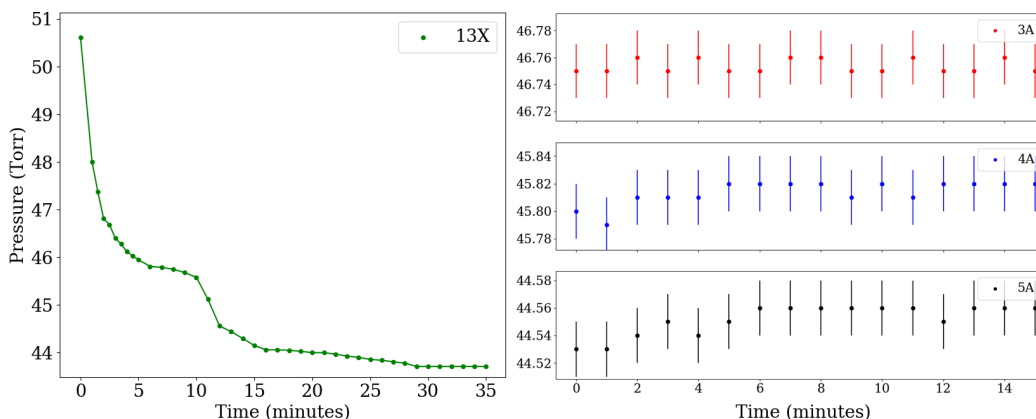 51
50
49
48
47
46
45
44
Pressure (Torr)
13X
0 5 10 15 20 25 30 35
Time (minutes)
46.78
46.76
46.74
46.72
3A
45.84
45.82
45.80
45.78
4A
44.58
44.56
44.54
44.52
5A
0 2 4 6 8 10 12 14
Time (minutes)